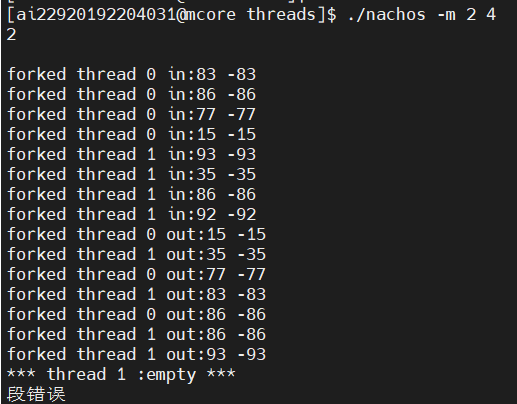 [ai22920192204031@mcore threads]$ ./nachos -m 2 4
2

forked thread 0 in:83 -83
forked thread 0 in:86 -86
forked thread 0 in:77 -77
forked thread 0 in:15 -15
forked thread 1 in:93 -93
forked thread 1 in:35 -35
forked thread 1 in:86 -86
forked thread 1 in:92 -92
forked thread 0 out:15 -15
forked thread 1 out:35 -35
forked thread 0 out:77 -77
forked thread 1 out:83 -83
forked thread 0 out:86 -86
forked thread 1 out:86 -86
forked thread 1 out:93 -93
*** thread 1 :empty ***
段错误